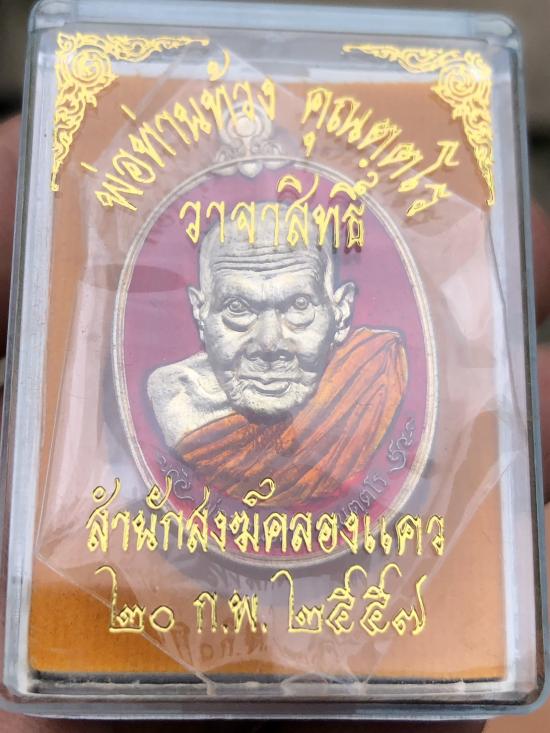 พ่อท่านท้วง คุณตฺตโร
วาจาสิทธิ์
สำนักสงฆ์คลองแคว
๒๐ ก.พ. ๒๕๕๗